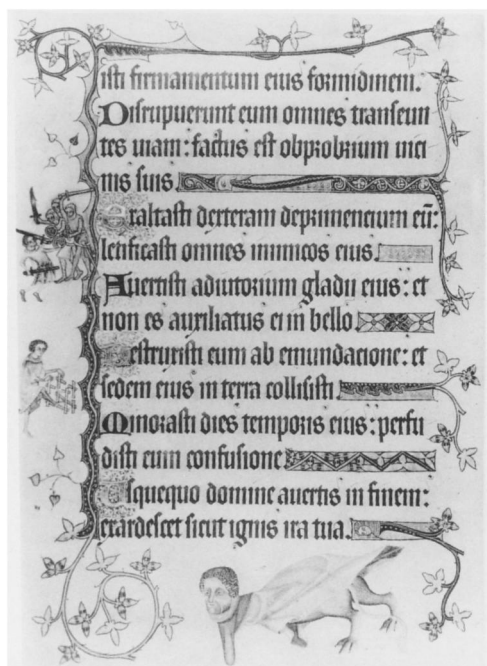 isti firmamentum eius formidinem.
Disrupuerunt eum omnes transeun
tes uiam: factus est obprobrium uici
nis suis.
Exaltasti dexteram deprimencium eū:
letificasti omnes inimicos eius.
Auertisti adiutorium gladii eius: et
non es auxiliatus ei in bello
Destruxisti eum ab emundacione: et
sedem eius in terra collisisti.
Minorasti dies temporis eius: perfu
disti eum confusione
Usquequo domine auertis in finem:
exardescet sicut ignis ira tua.